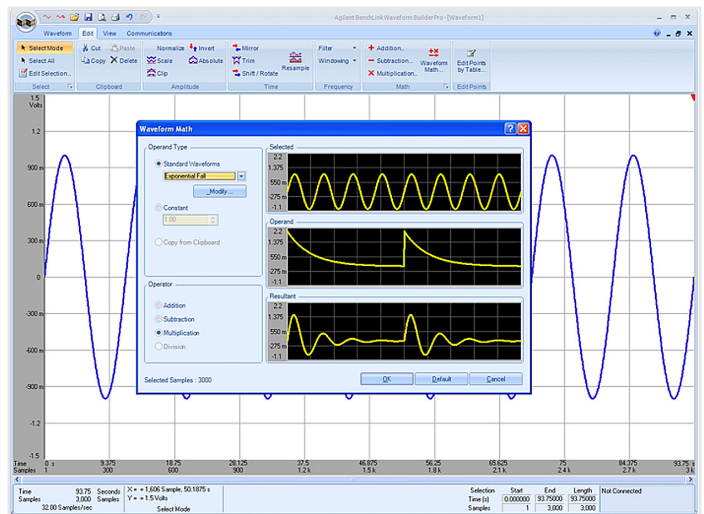 Agilent BenchLink Waveform Builder Pro - [Waveform1]
Waveform Edit View Communications
Select Mode
Select All
Edit Selection...
Select
Cut Paste
Copy Delete
Clipboard
Normalize Invert
Scale Absolute
Clip
Amplitude
Mirror
Trim
Shift / Rotate
Resample
Time
Filter
Windowing
Frequency
Addition...
Subtraction...
Multiplication...
Waveform
Math...
Math
Edit Points
by Table...
Edit Points
1.5
Volts
1.2
900 m
600 m
300 m
0
-300 m
-600 m
-900 m
-1.2
-1.5
Waveform Math
Operand Type
Standard Waveforms
Exponential Fall
_Modify...
Constant
1.00
Copy from Clipboard
Operator
Addition
Subtraction
Multiplication
Division
Selected Samples : 3000
Selected
2.2
1.375
550 m
-275 m
-1.1
Operand
2.2
1.375
550 m
-275 m
-1.1
Resultant
2.2
1.375
550 m
-275 m
-1.1
OK Default Cancel
Time 0 s 9.375 18.75 28.125 37.5 46.875 56.25 65.625 75 84.375 93.75 s
Samples 1 300 600 900 1.2 k 1.5 k 1.8 k 2.1 k 2.4 k 2.7 k 3 k
Time 93.75 Seconds
Samples 3,000 Samples
32.00 Samples/sec
X = = 1,606 Sample, 50.1875 s
Y = = 1.5 Volts
Select Mode
Selection Start End Length
Time (s) 0.000000 93.75000 93.75000
Samples 1 3,000 3,000
Not Connected